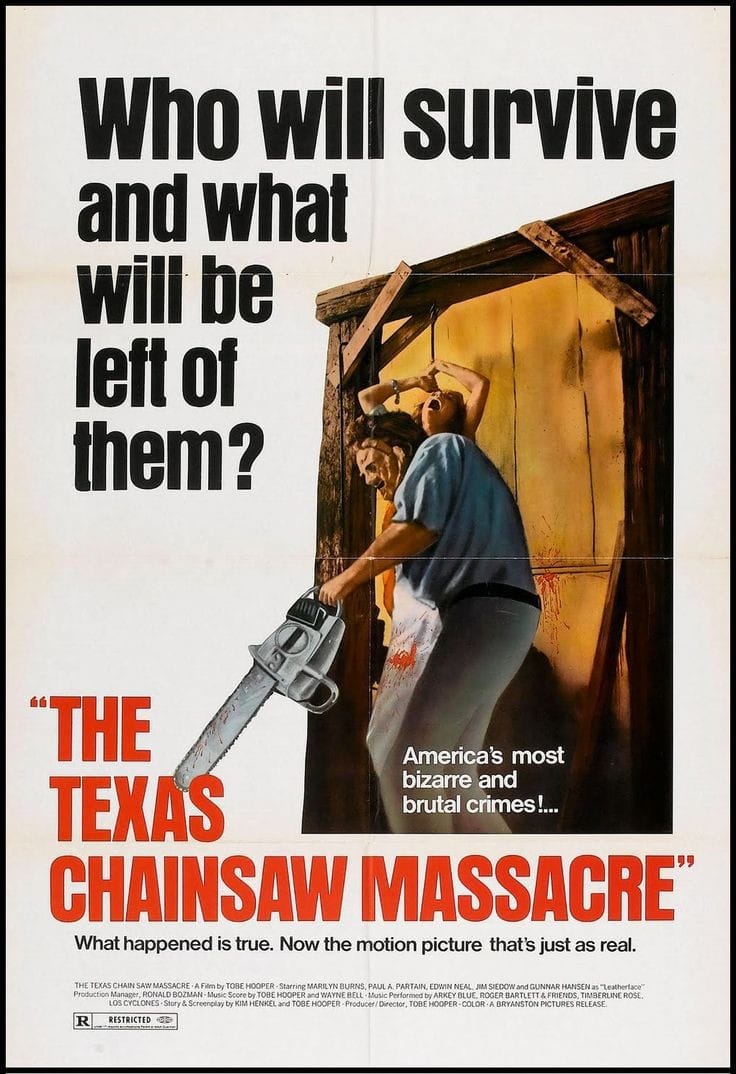 Who will survive
and what
will be
left of
them?
America's most
bizarre and
brutal crimes!...
"THE
TEXAS
CHAINSAW MASSACRE"
What happened is true. Now the motion picture that's just as real.
THE TEXAS CHAIN SAW MASSACRE · A Film by TOBE HOOPER · Starring MARILYN BURNS, PAUL A. PARTAIN, EDWIN NEAL, JIM SIEDOW and GUNNAR HANSEN as "Leatherface"
Production Manager, RONALD BOZMAN · Music Score by TOBE HOOPER and WAYNE BELL · Music Performed by ARKEY BLUE, ROGER BARTLETT & FRIENDS, TIMBERLINE ROSE,
LOS CYCLONES · Story & Screenplay by KIM HENKEL and TOBE HOOPER · Producer/Director, TOBE HOOPER · COLOR · A BRYANSTON PICTURES RELEASE.
R RESTRICTED